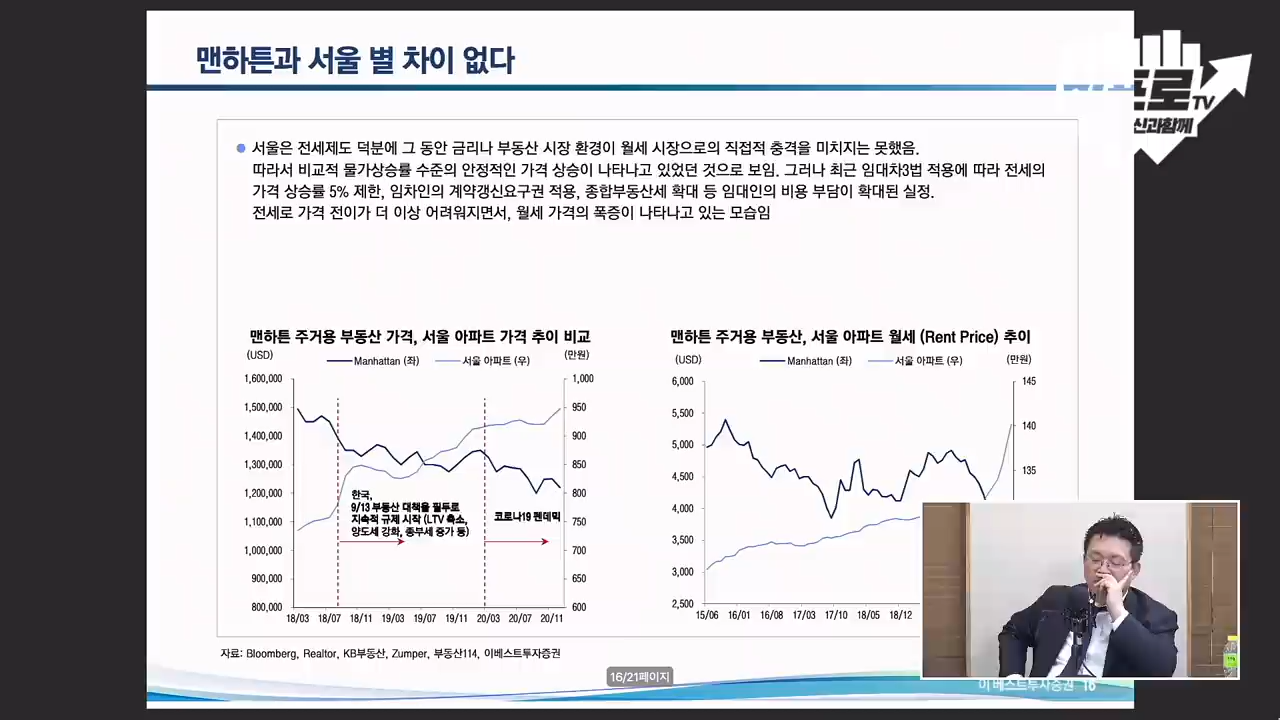 맨하튼과 서울 별 차이 없다
프로TV
신과함께
서울은 전세제도 덕분에 그 동안 금리나 부동산 시장 환경이 월세 시장으로의 직접적 충격을 미치지는 못했음.
따라서 비교적 물가상승률 수준의 안정적인 가격 상승이 나타나고 있었던 것으로 보임. 그러나 최근 임대차3법 적용에 따라 전세의
가격 상승률 5% 제한, 임차인의 계약갱신요구권 적용, 종합부동산세 확대 등 임대인의 비용 부담이 확대된 실정.
전세로 가격 전이가 더 이상 어려워지면서, 월세 가격의 폭증이 나타나고 있는 모습임
맨하튼 주거용 부동산 가격, 서울 아파트 가격 추이 비교
(USD) Manhattan (좌) 서울 아파트 (우) (만원)
1,600,000 1,000
1,500,000 950
1,400,000 900
1,300,000 850
1,200,000 800
1,100,000 750
1,000,000 700
900,000 650
800,000 600
한국,
9/13 부동산 대책을 필두로
지속적 규제 시작 (LTV 축소,
양도세 강화, 종부세 증가 등)
코로나19 펜데믹
18/03 18/07 18/11 19/03 19/07 19/11 20/03 20/07 20/11
맨하튼 주거용 부동산, 서울 아파트 월세 (Rent Price) 추이
(USD) Manhattan (좌) 서울 아파트 (우) (만원)
6,000 145
5,500
5,000 140
4,500 135
4,000
3,500
3,000
2,500
15/06 16/01 16/08 17/03 17/10 18/05 18/12
자료: Bloomberg, Realtor, KB부동산, Zumper, 부동산114, 이베스트투자증권
16/21페이지
이베스트투자증권 16